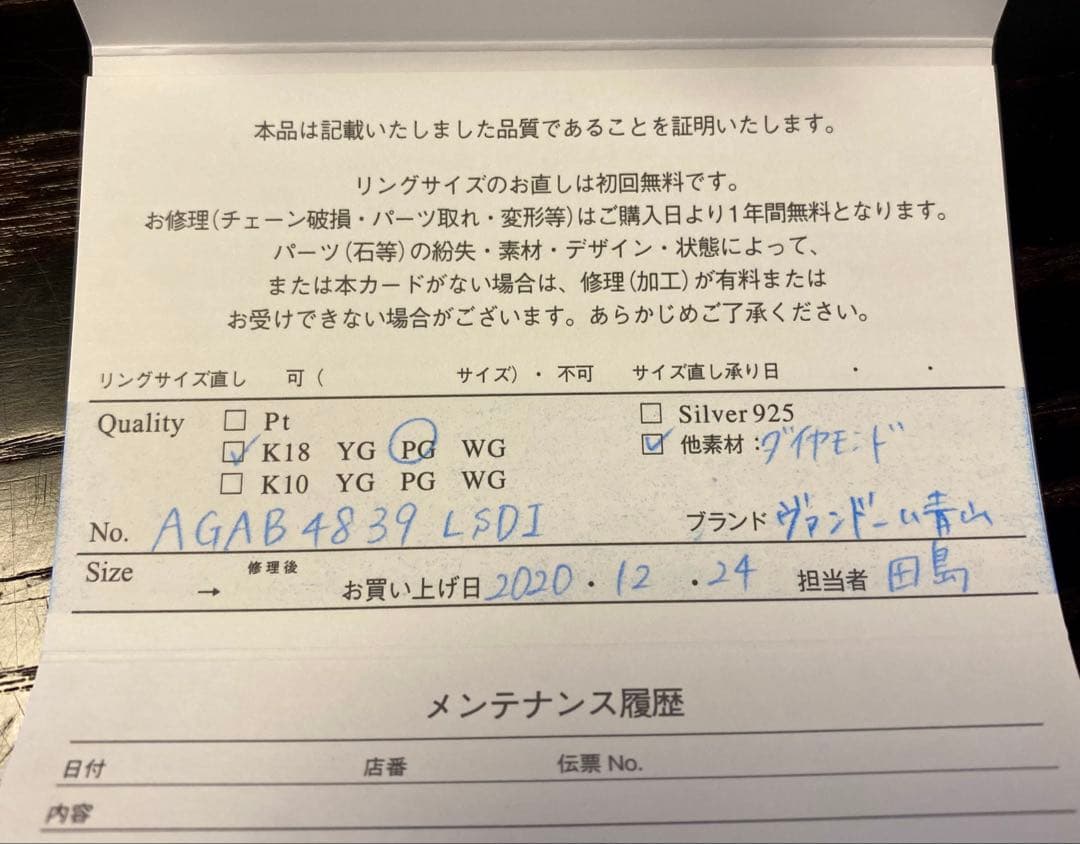 本品は記載いたしました品質であることを証明いたします。
リングサイズのお直しは初回無料です。
お修理(チェーン破損・パーツ取れ・変形等)はご購入日より1年間無料となります。
パーツ(石等)の紛失・素材・デザイン・状態によって、
または本カードがない場合は、修理(加工)が有料または
お受けできない場合がございます。あらかじめご了承ください。
リングサイズ直し 可( サイズ)・不可 サイズ直し承り日 ・ ・
Quality □ Pt □ Silver925
☑ K18 YG PG WG ☑ 他素材:ダイヤモンド
□ K10 YG PG WG
No. AGAB4839 LSDI ブランド ヴァンドーム青山
Size → 修理後 お買い上げ日 2020・12・24 担当者 田島
メンテナンス履歴
日付 店番 伝票No.
内容